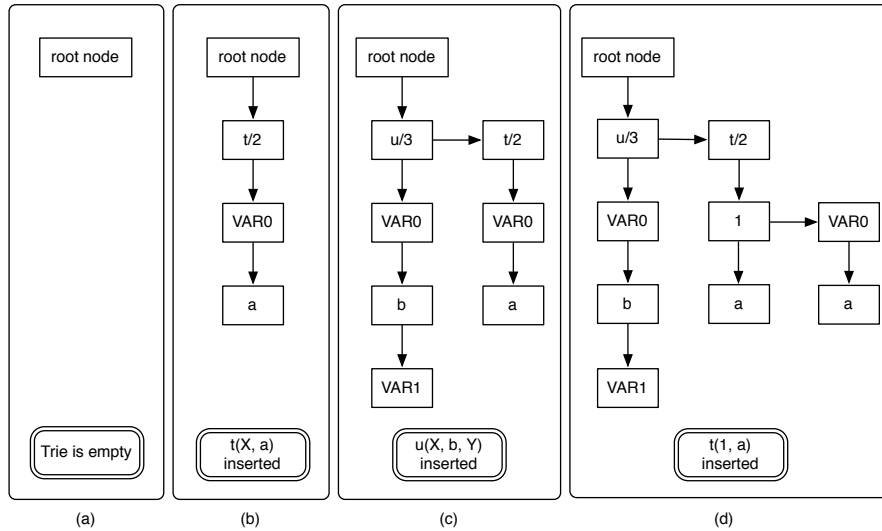 root node
Trie is empty
(a)
root node
t/2
VAR0
a
t(X, a)
inserted
(b)
root node
u/3
t/2
VAR0
VAR0
b
a
VAR1
u(X, b, Y)
inserted
(c)
root node
u/3
t/2
VAR0
1
VAR0
b
a
a
VAR1
t(1, a)
inserted
(d)